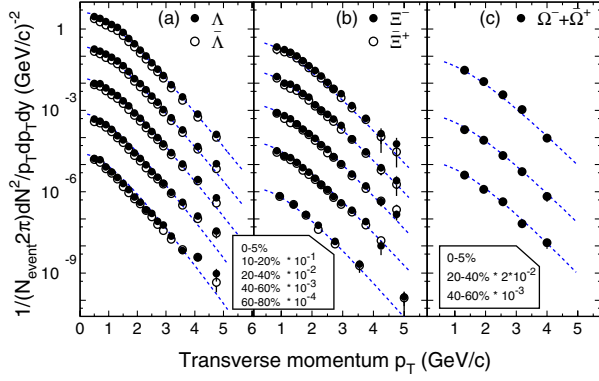 (a) ● Λ
○ Λ̄
(b) ● Ξ⁻
○ Ξ̄⁺
(c) ● Ω⁻+Ω̄⁺
1/(N_event 2π)dN²/p_T dp_T dy (GeV/c)⁻²
1
10⁻³
10⁻⁶
10⁻⁹
0-5%
10-20% * 10⁻¹
20-40% * 10⁻²
40-60% * 10⁻³
60-80% * 10⁻⁴
0-5%
20-40% * 2*10⁻²
40-60% * 10⁻³
0 1 2 3 4 5 6 0 1 2 3 4 5 0 1 2 3 4 5
Transverse momentum p_T (GeV/c)